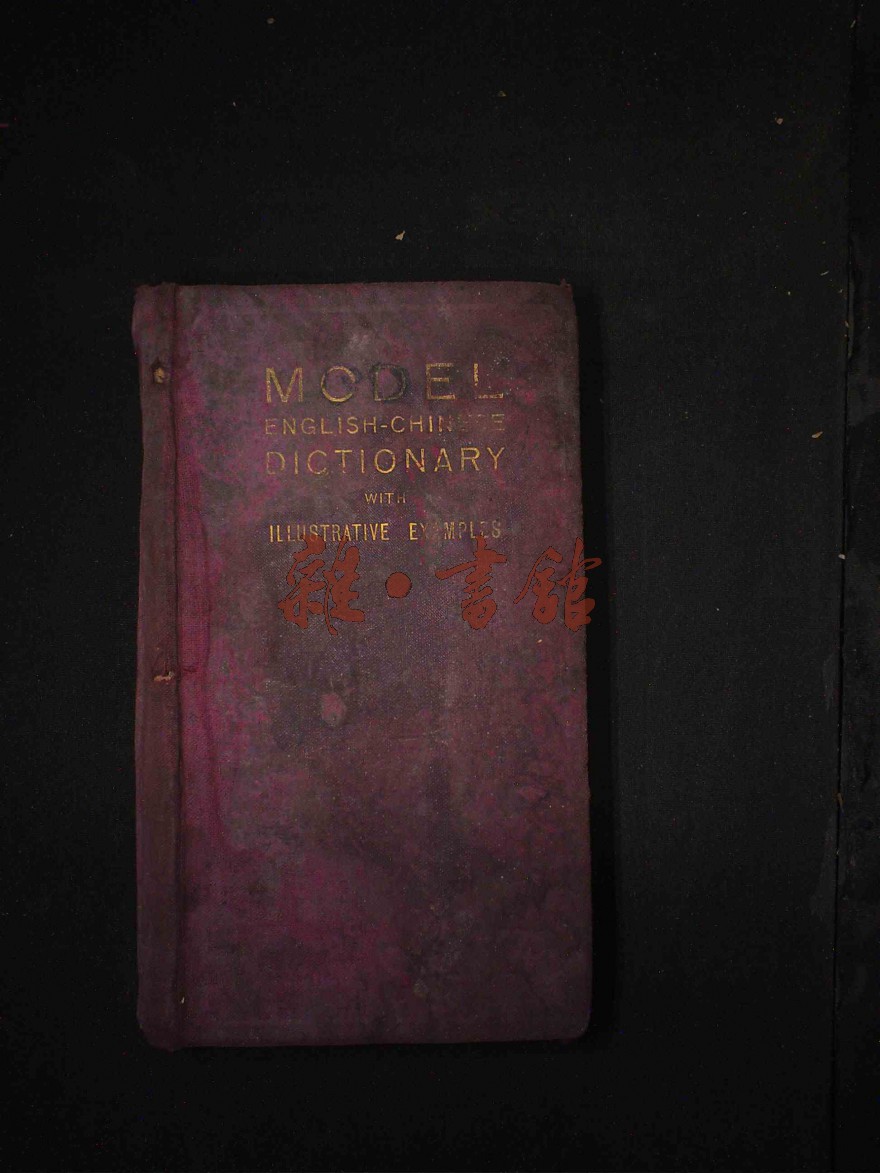 MODEL
ENGLISH-CHINESE
DICTIONARY
WITH
ILLUSTRATIVE EXAMPLES
雜·書館